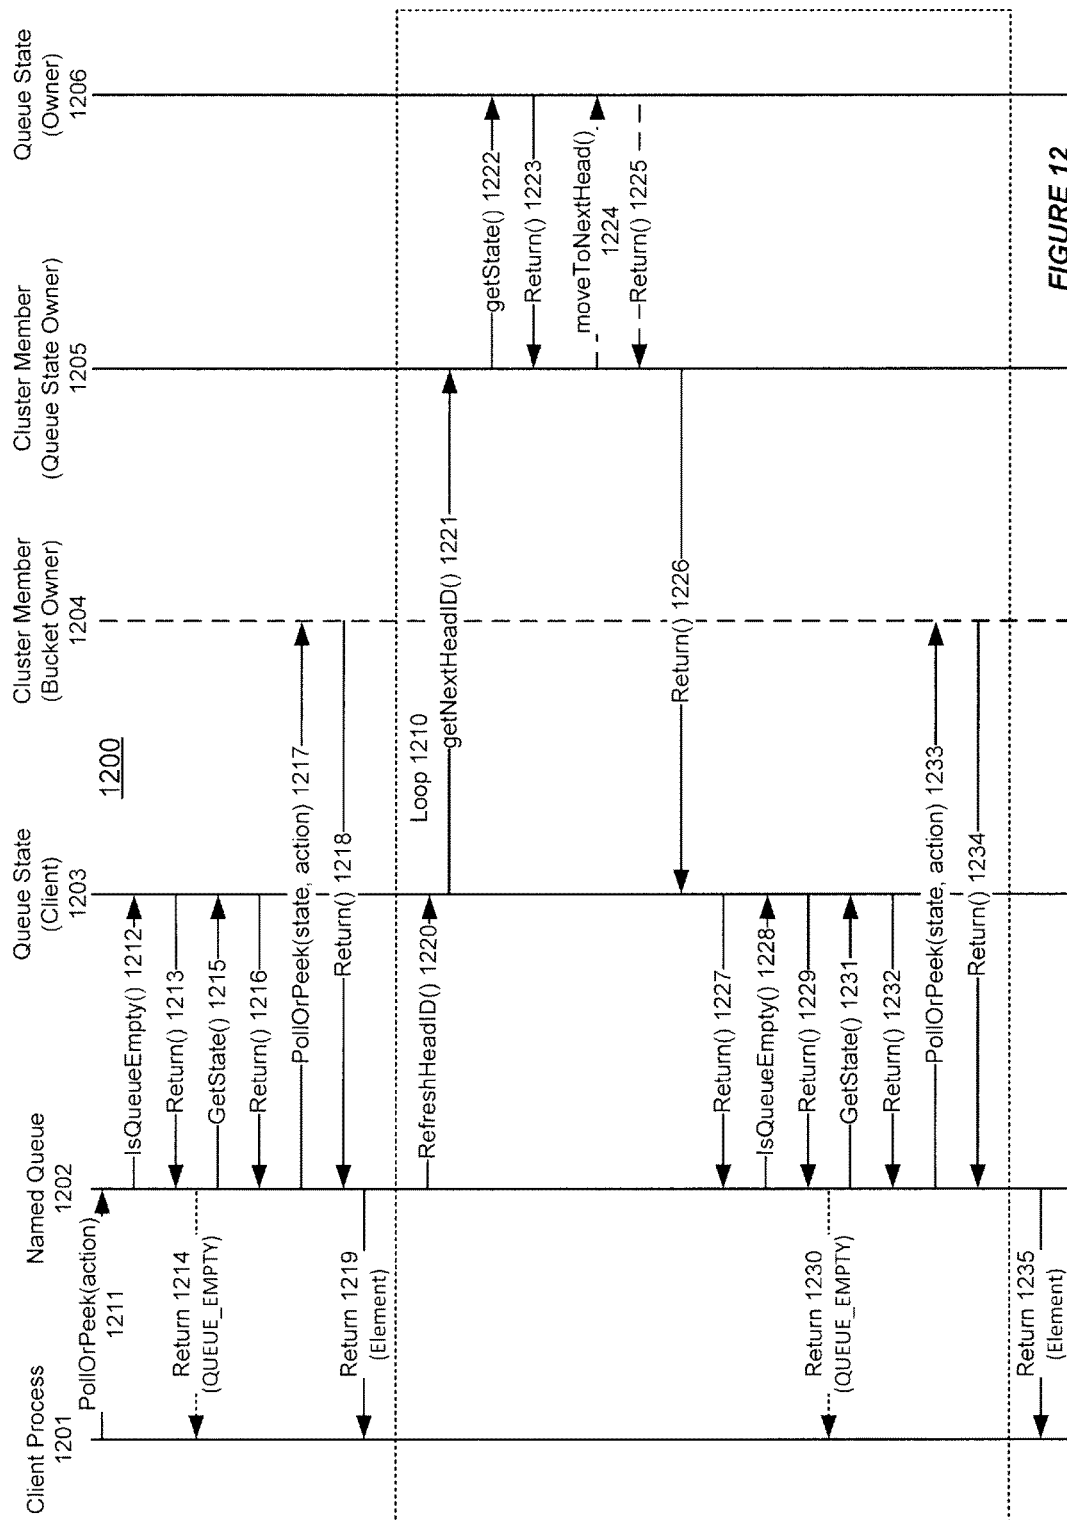 Client Process
1201
Named Queue
1202
Queue State
(Client)
1203
Cluster Member
(Bucket Owner)
1204
Cluster Member
(Queue State Owner)
1205
Queue State
(Owner)
1206
1200
PollOrPeek(action)
1211
IsQueueEmpty() 1212
Return() 1213
Return 1214
(QUEUE_EMPTY)
GetState() 1215
Return() 1216
PollOrPeek(state, action) 1217
Return() 1218
Return 1219
(Element)
Loop 1210
RefreshHeadID() 1220
getNextHeadID() 1221
getState() 1222
Return() 1223
moveToNextHead()
1224
Return() 1225
Return() 1226
Return() 1227
IsQueueEmpty() 1228
Return() 1229
Return 1230
(QUEUE_EMPTY)
GetState() 1231
Return() 1232
PollOrPeek(state, action) 1233
Return() 1234
Return 1235
(Element)
FIGURE 12